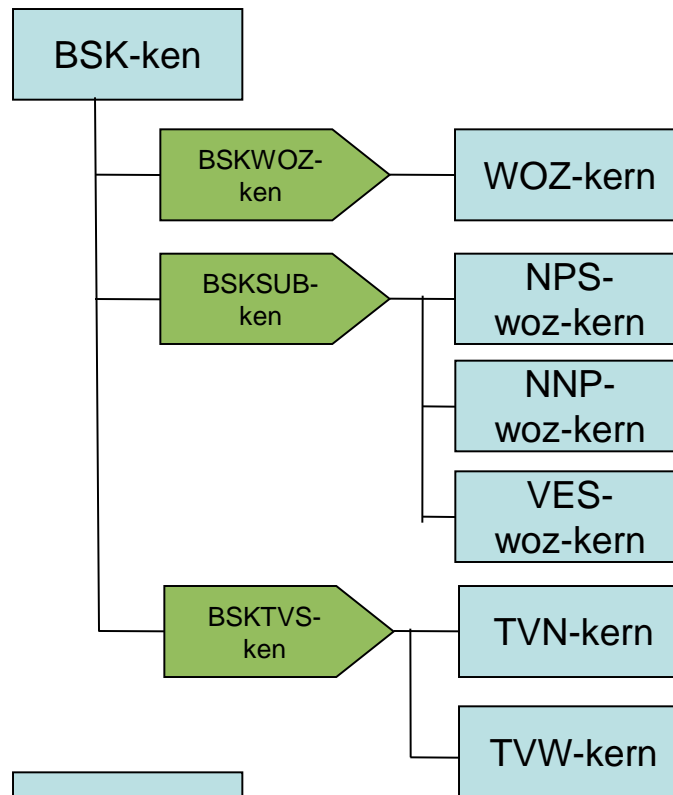 BSK-ken
BSKWOZ-
ken
WOZ-kern
BSKSUB-
ken
NPS-
woz-kern
NNP-
woz-kern
VES-
woz-kern
BSKTVS-
ken
TVN-kern
TVW-kern